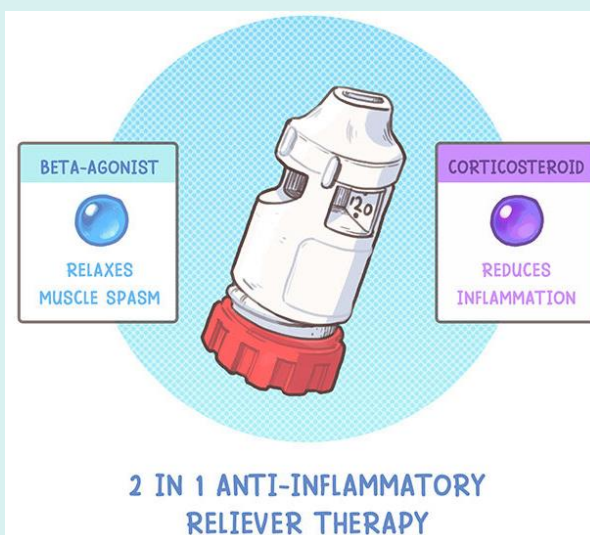 BETA-AGONIST
RELAXES
MUSCLE SPASM
120
CORTICOSTEROID
REDUCES
INFLAMMATION
2 IN 1 ANTI-INFLAMMATORY
RELIEVER THERAPY